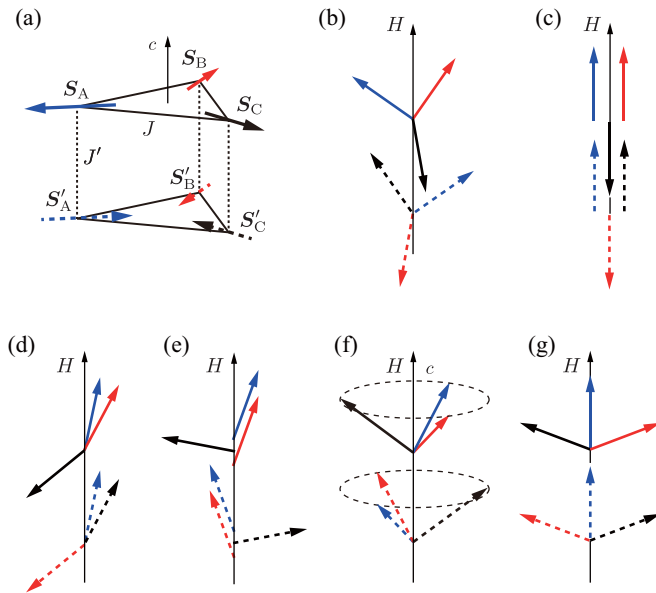 (a)
c
S_A
S_B
S_C
J
J'
S'_A
S'_B
S'_C
(b)
H
(c)
H
(d)
H
(e)
H
(f)
H
c
(g)
H